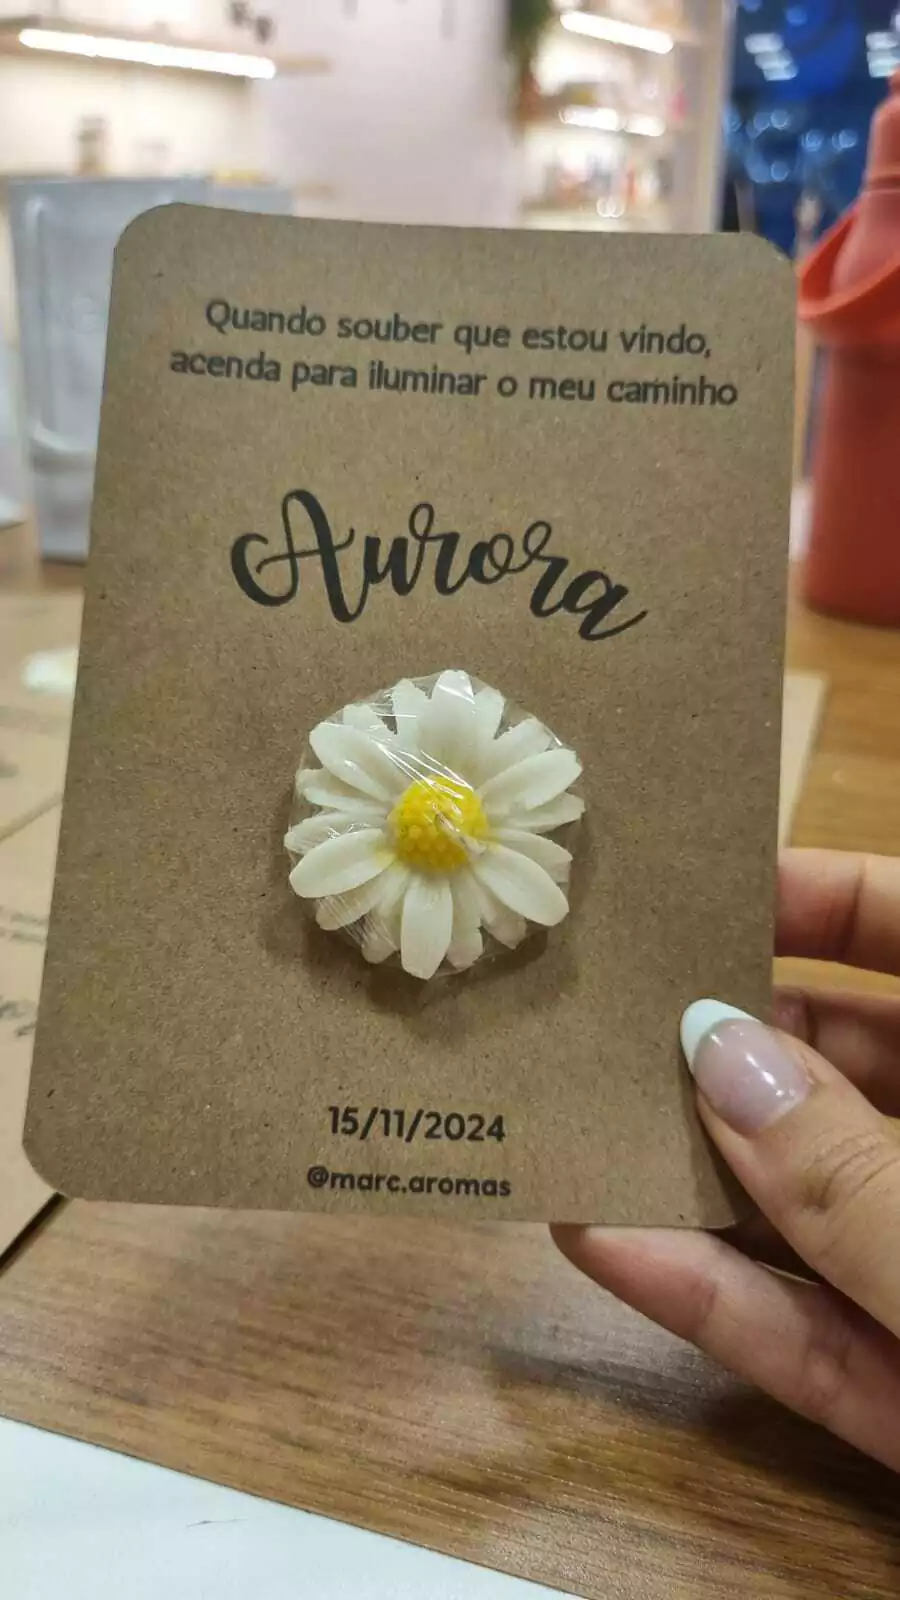 Quando souber que estou vindo,
acenda para iluminar o meu caminho
Aurora
15/11/2024
@marc.aromas